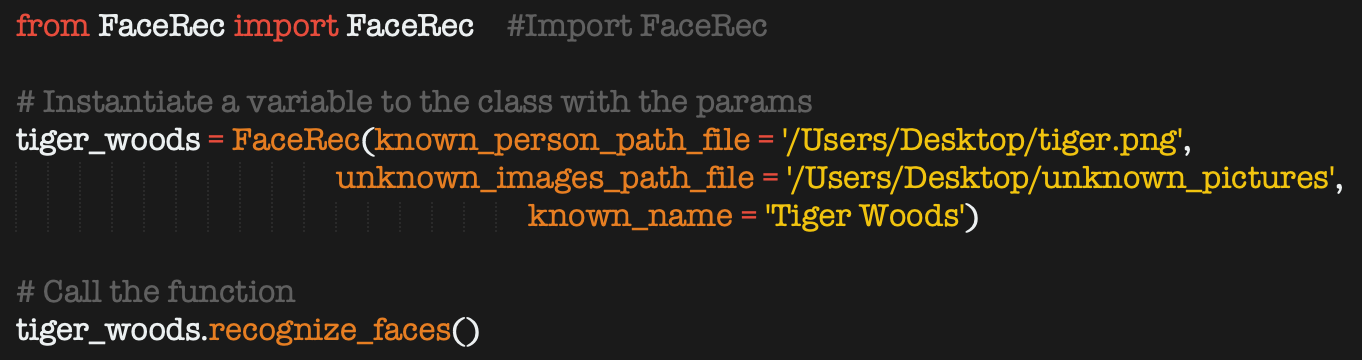 from FaceRec import FaceRec #Import FaceRec
# Instantiate a variable to the class with the params
tiger_woods = FaceRec(known_person_path_file = '/Users/Desktop/tiger.png',
unknown_images_path_file = '/Users/Desktop/unknown_pictures',
known_name = 'Tiger Woods')
# Call the function
tiger_woods.recognize_faces()